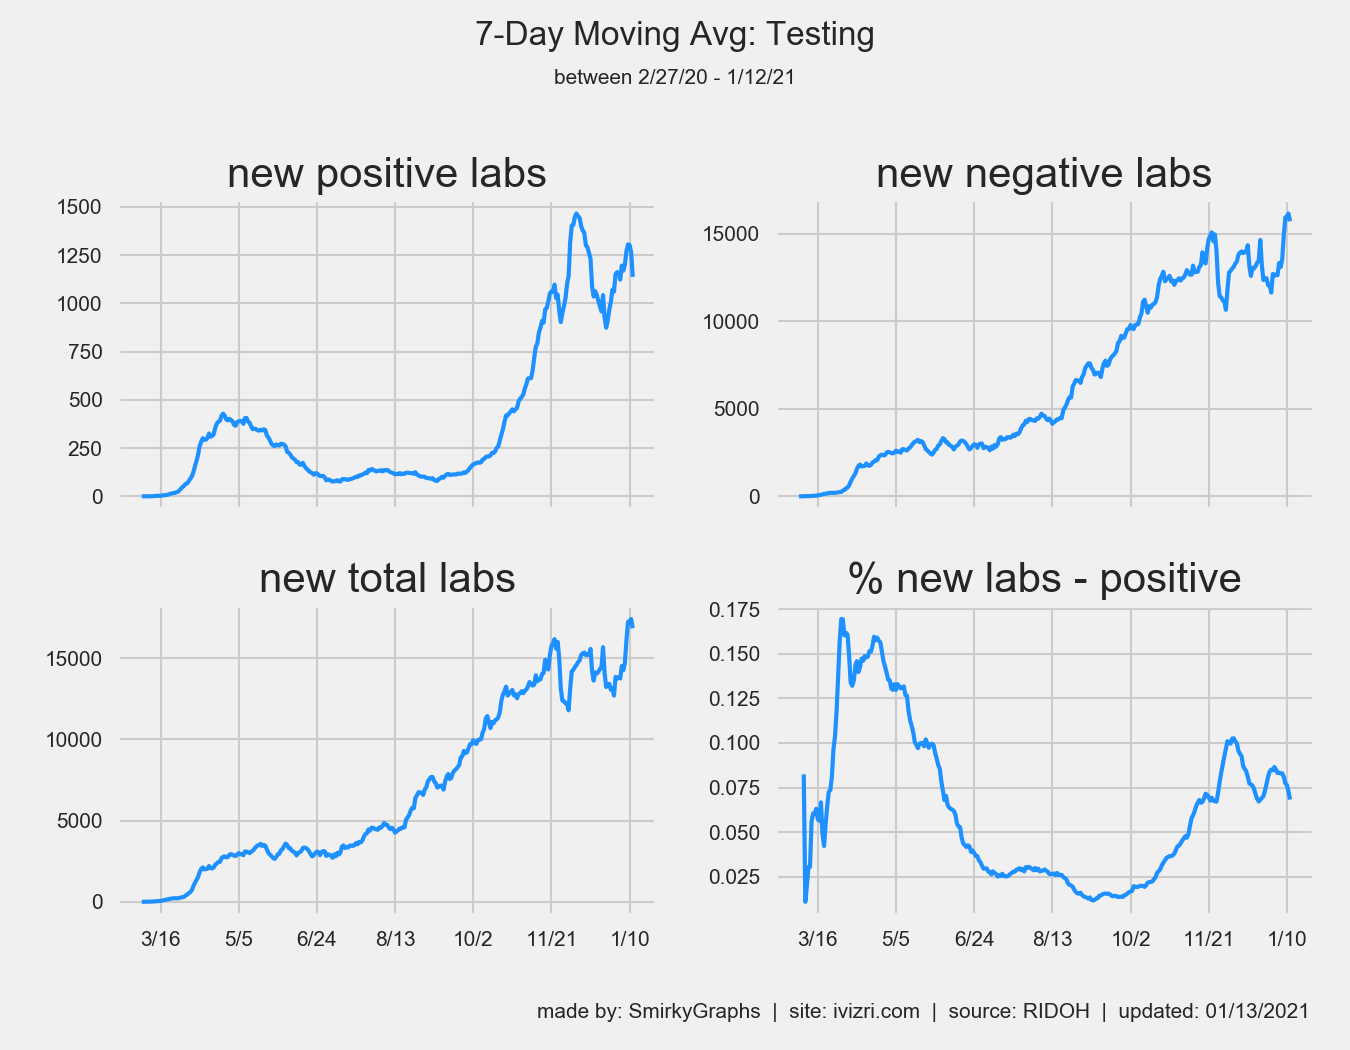 7-Day Moving Avg: Testing
between 2/27/20 - 1/12/21
new positive labs
1500
1250
1000
750
500
250
0
new negative labs
15000
10000
5000
0
new total labs
15000
10000
5000
0
3/16 5/5 6/24 8/13 10/2 11/21 1/10
% new labs - positive
0.175
0.150
0.125
0.100
0.075
0.050
0.025
3/16 5/5 6/24 8/13 10/2 11/21 1/10
made by: SmirkyGraphs | site: ivizri.com | source: RIDOH | updated: 01/13/2021